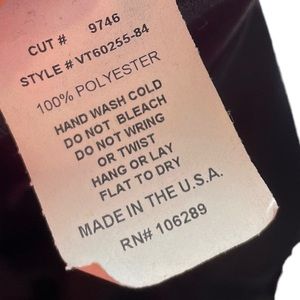 CUT # 9746
STYLE # VT60255-84
100% POLYESTER
HAND WASH COLD
DO NOT BLEACH
DO NOT WRING
OR TWIST
HANG OR LAY
FLAT TO DRY
MADE IN THE U.S.A.
RN# 106289